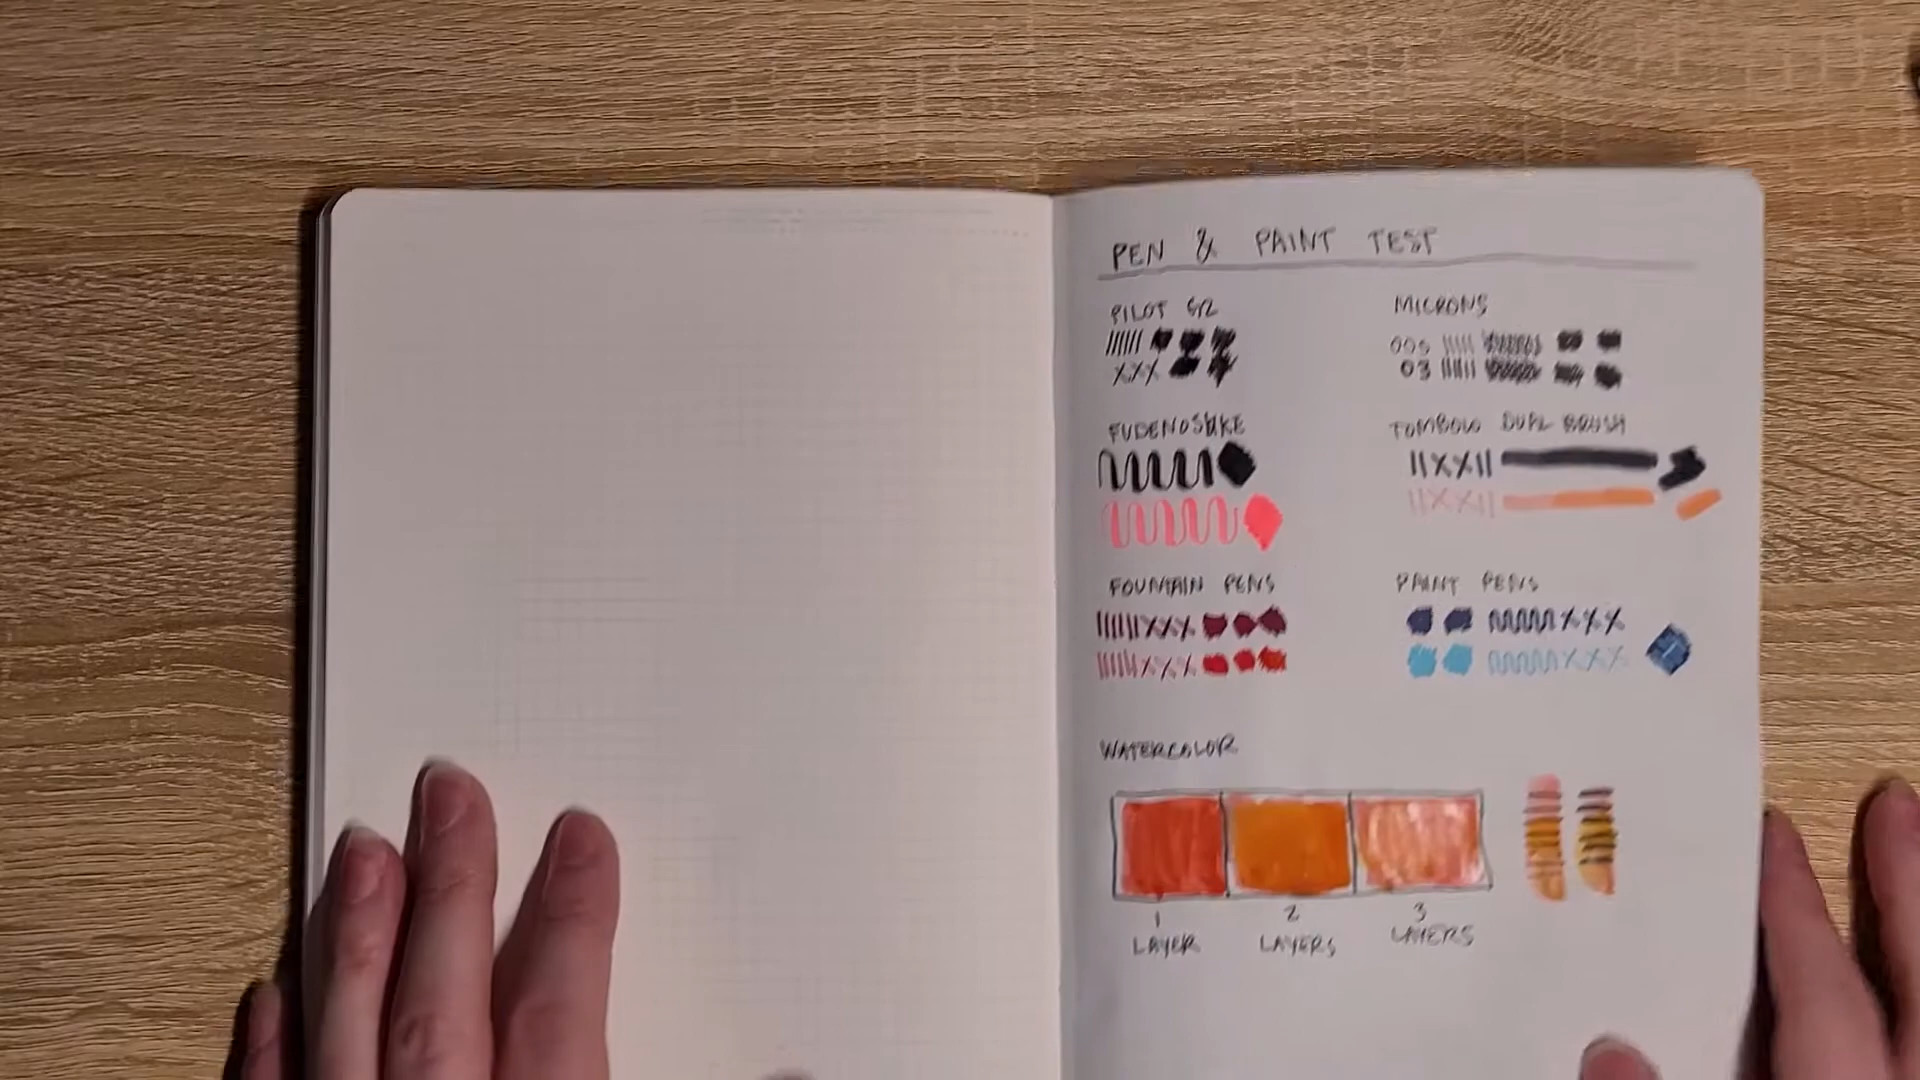 PEN & PAINT TEST
PILOT G2
MICRONS
005
03
FUDENOSUKE
TOMBOW DUAL BRUSH
FOUNTAIN PENS
PAINT PENS
WATERCOLOR
1 LAYER
2 LAYERS
3 LAYERS